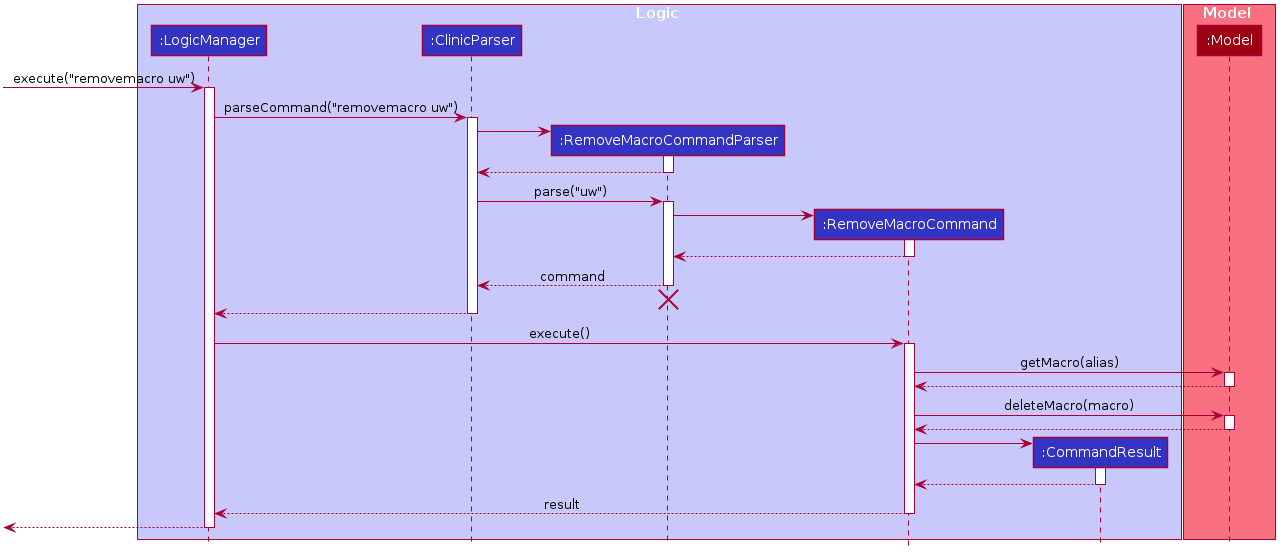 Logic
Model
:LogicManager
:ClinicParser
:Model
execute("removemacro uw")
parseCommand("removemacro uw")
:RemoveMacroCommandParser
parse("uw")
:RemoveMacroCommand
command
execute()
getMacro(alias)
deleteMacro(macro)
:CommandResult
result